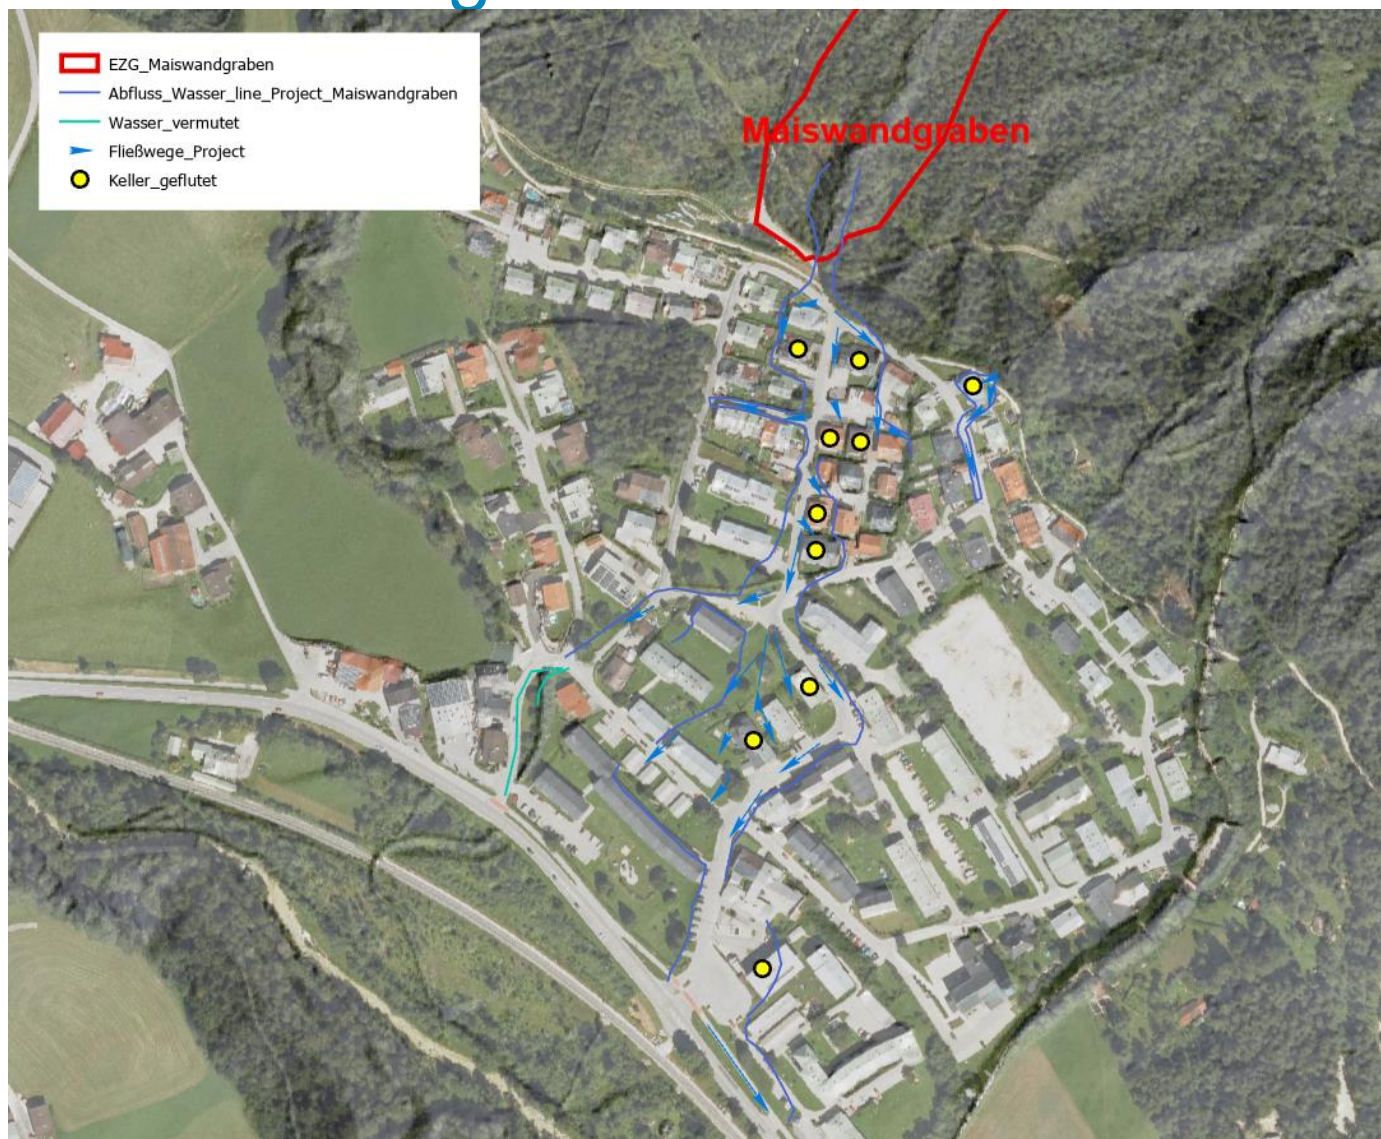 EZG_Maiswandgraben
Abfluss_Wasser_line_Project_Maiswandgraben
Wasser_vermutet
Fließwege_Project
Keller_geflutet
Maiswandgraben